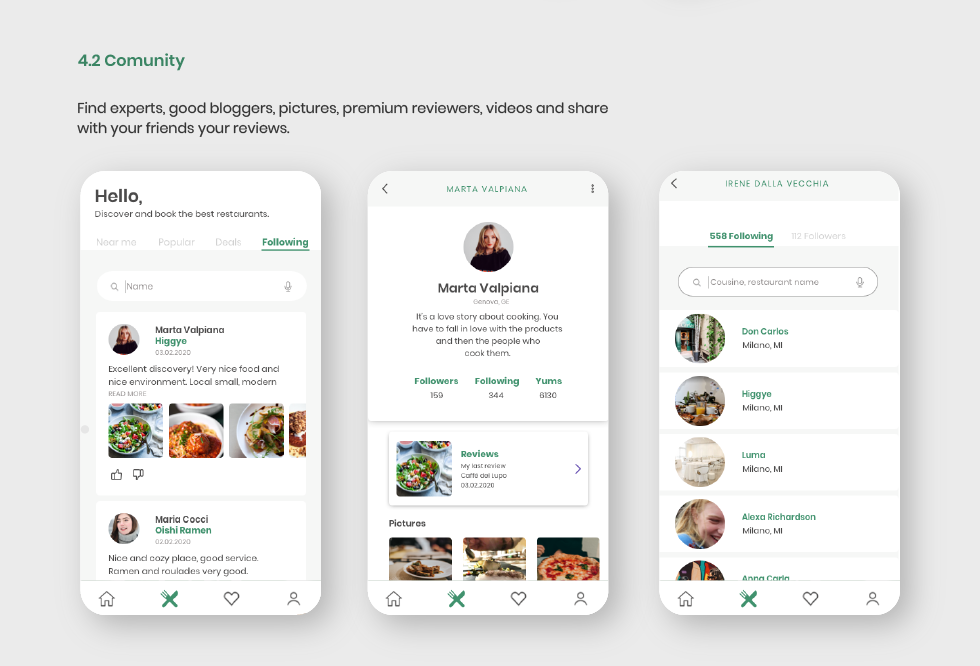 4.2 Comunity
Find experts, good bloggers, pictures, premium reviewers, videos and share
with your friends your reviews.
Hello,
Discover and book the best restaurants.
Near me Popular Deals Following
Name
Marta Valpiana
Higgye
03.02.2020
Excellent discovery! Very nice food and
nice environment. Local small, modern
READ MORE
Maria Cocci
Oishi Ramen
02.02.2020
Nice and cozy place, good service.
Ramen and roulades very good.
MARTA VALPIANA
Marta Valpiana
Genova, GE
It's a love story about cooking. You
have to fall in love with the products
and then the people who
cook them.
Followers Following Yums
159 344 6130
Reviews
My last review
Caffé del Lupo
03.02.2020
Pictures
IRENE DALLA VECCHIA
558 Following 112 Followers
Cousine, restaurant name
Don Carlos
Milano, MI
Higgye
Milano, MI
Luma
Milano, MI
Alexa Richardson
Milano, MI
Anna Carla